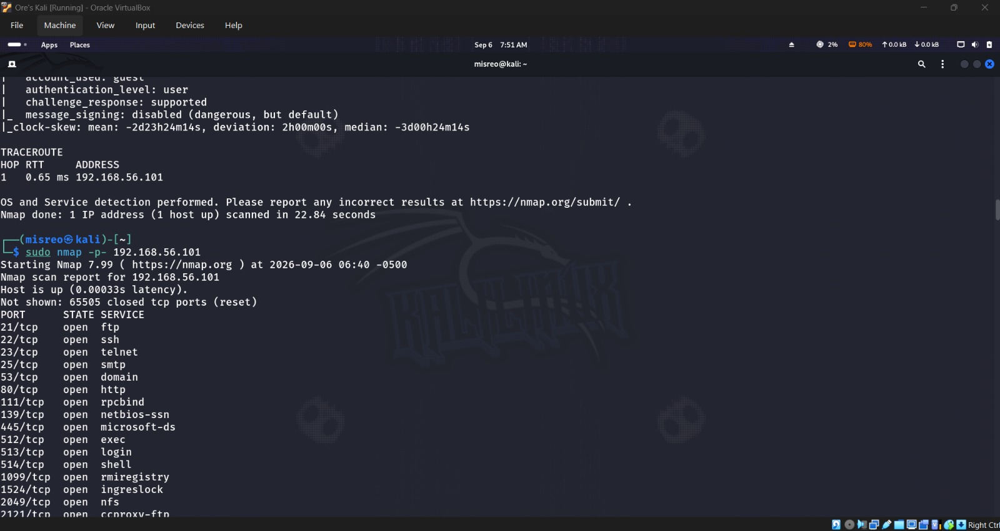 Ore's Kali [Running] - Oracle VirtualBox
File Machine View Input Devices Help
Apps Places Sep 6 7:51 AM 2% 80% ↑0.0 kB ↓0.0 kB
misreo@kali: ~
|   account_used: guest
|   authentication_level: user
|   challenge_response: supported
|_  message_signing: disabled (dangerous, but default)
|_clock-skew: mean: -2d23h24m14s, deviation: 2h00m00s, median: -3d00h24m14s
TRACEROUTE
HOP RTT     ADDRESS
1   0.65 ms 192.168.56.101
OS and Service detection performed. Please report any incorrect results at https://nmap.org/submit/ .
Nmap done: 1 IP address (1 host up) scanned in 22.84 seconds
┌──(misreo㉿kali)-[~]
└─$ sudo nmap -p- 192.168.56.101
Starting Nmap 7.99 ( https://nmap.org ) at 2026-09-06 06:40 -0500
Nmap scan report for 192.168.56.101
Host is up (0.00033s latency).
Not shown: 65505 closed tcp ports (reset)
PORT      STATE SERVICE
21/tcp    open  ftp
22/tcp    open  ssh
23/tcp    open  telnet
25/tcp    open  smtp
53/tcp    open  domain
80/tcp    open  http
111/tcp   open  rpcbind
139/tcp   open  netbios-ssn
445/tcp   open  microsoft-ds
512/tcp   open  exec
513/tcp   open  login
514/tcp   open  shell
1099/tcp  open  rmiregistry
1524/tcp  open  ingreslock
2049/tcp  open  nfs
2121/tcp  open  ccproxy-ftp
KALI LINUX
Right Ctrl